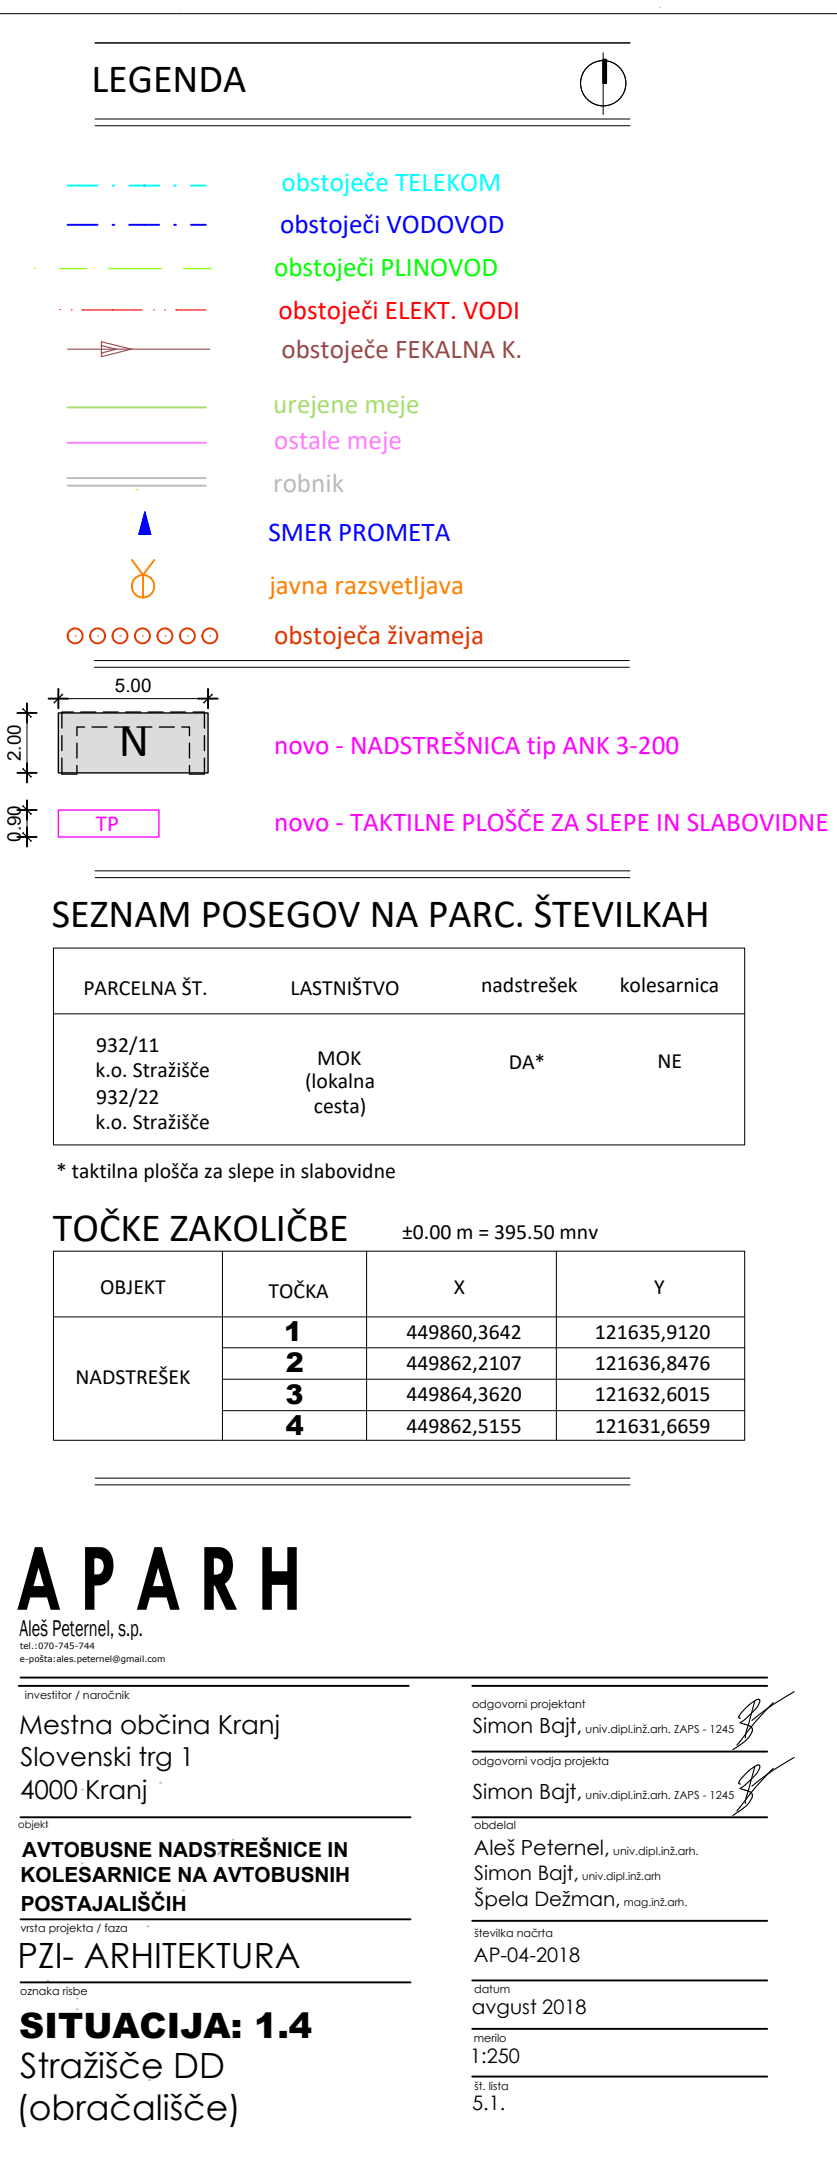 LEGENDA
obstoječe TELEKOM
obstoječi VODOVOD
obstoječi PLINOVOD
obstoječi ELEKT. VODI
obstoječe FEKALNA K.
urejene meje
ostale meje
robnik
SMER PROMETA
javna razsvetljava
obstoječa živameja
5.00
2.00
N
novo - NADSTREŠNICA tip ANK 3-200
0.90
TP
novo - TAKTILNE PLOŠČE ZA SLEPE IN SLABOVIDNE
SEZNAM POSEGOV NA PARC. ŠTEVILKAH
PARCELNA ŠT. LASTNIŠTVO nadstrešek kolesarnica
932/11
k.o. Stražišče
932/22
k.o. Stražišče
MOK
(lokalna
cesta)
DA*
NE
* taktilna plošča za slepe in slabovidne
TOČKE ZAKOLIČBE ±0.00 m = 395.50 mnv
OBJEKT TOČKA X Y
NADSTREŠEK
1 449860,3642 121635,9120
2 449862,2107 121636,8476
3 449864,3620 121632,6015
4 449862,5155 121631,6659
APARH
Aleš Peternel, s.p.
tel.:070-745-744
e-pošta:ales.peternel@gmail.com
investitor / naročnik
Mestna občina Kranj
Slovenski trg 1
4000 Kranj
objekt
AVTOBUSNE NADSTREŠNICE IN
KOLESARNICE NA AVTOBUSNIH
POSTAJALIŠČIH
vrsta projekta / faza
PZI- ARHITEKTURA
oznaka risbe
SITUACIJA: 1.4
Stražišče DD
(obračališče)
odgovorni projektant
Simon Bajt, univ.dipl.inž.arh. ZAPS - 1245
odgovorni vodja projekta
Simon Bajt, univ.dipl.inž.arh. ZAPS - 1245
obdelal
Aleš Peternel, univ.dipl.inž.arh.
Simon Bajt, univ.dipl.inž.arh
Špela Dežman, mag.inž.arh.
številka načrta
AP-04-2018
datum
avgust 2018
merilo
1:250
št. lista
5.1.